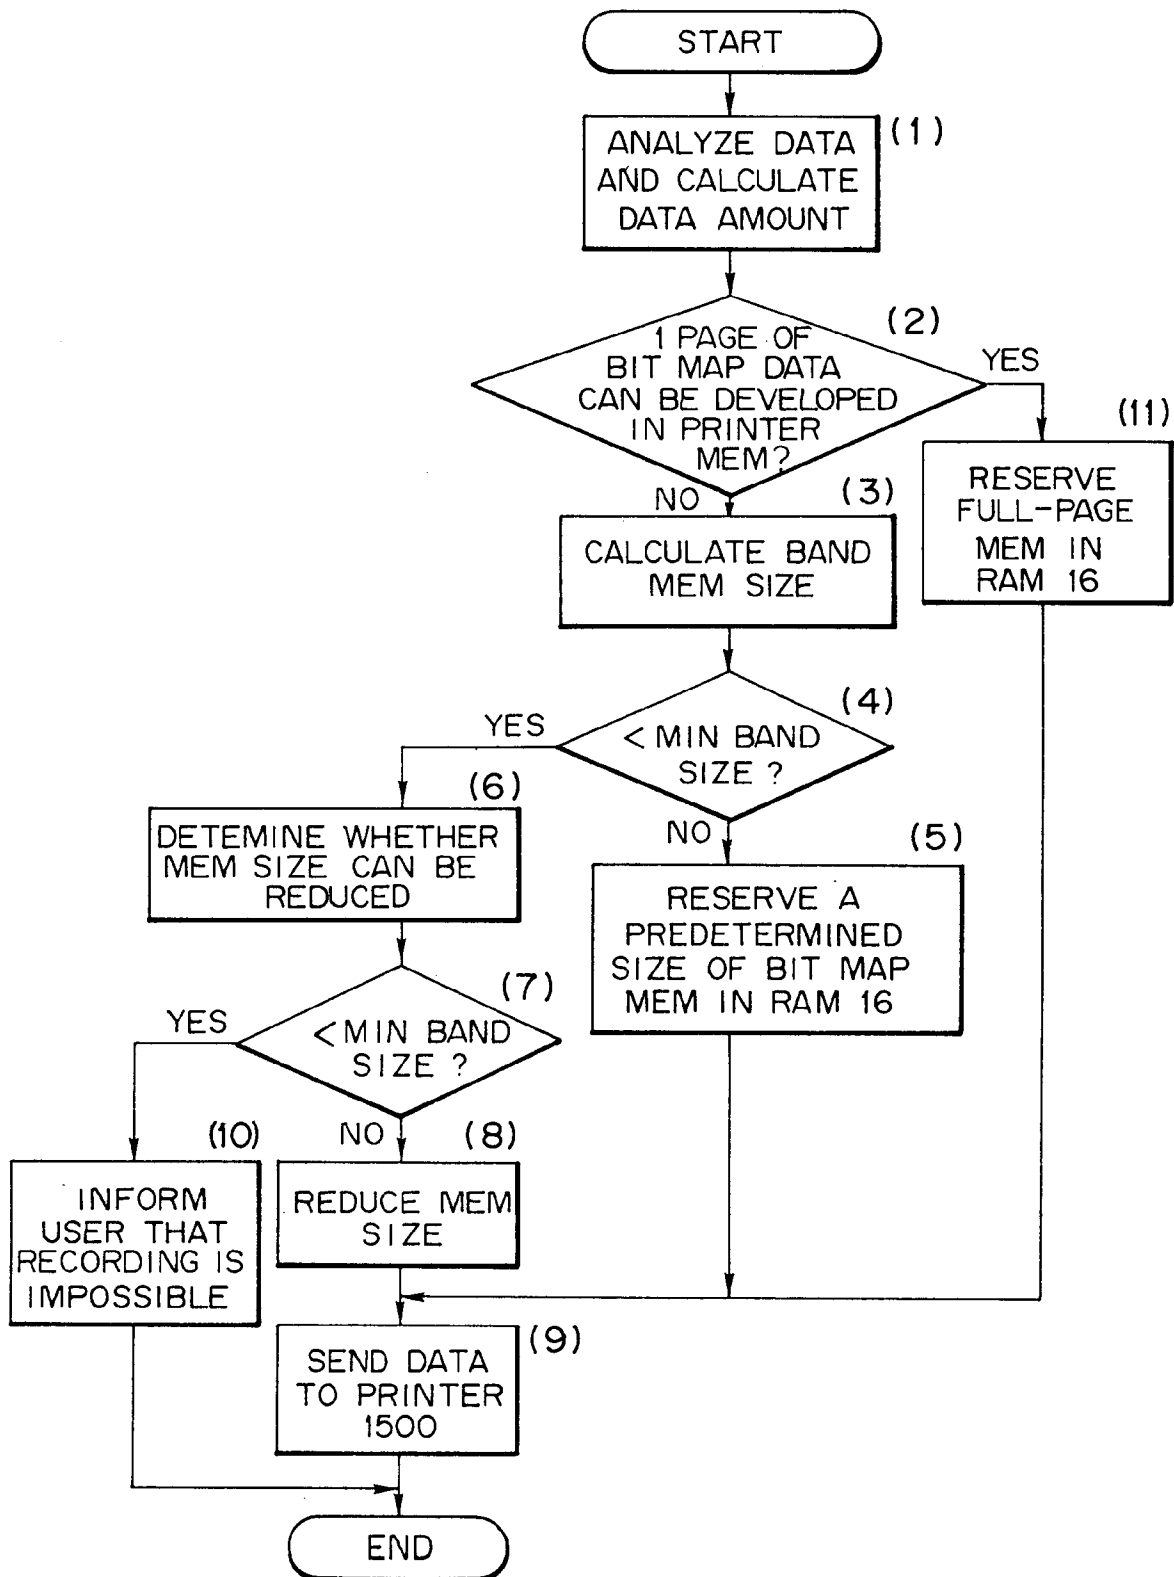 START
(1)
ANALYZE DATA
AND CALCULATE
DATA AMOUNT
(2)
1 PAGE OF
BIT MAP DATA
CAN BE DEVELOPED
IN PRINTER
MEM?
YES
NO
(11)
RESERVE
FULL-PAGE
MEM IN
RAM 16
(3)
CALCULATE BAND
MEM SIZE
(4)
< MIN BAND
SIZE ?
YES
NO
(6)
DETEMINE WHETHER
MEM SIZE CAN BE
REDUCED
(5)
RESERVE A
PREDETERMINED
SIZE OF BIT MAP
MEM IN RAM 16
(7)
< MIN BAND
SIZE ?
YES
NO
(10)
INFORM
USER THAT
RECORDING IS
IMPOSSIBLE
(8)
REDUCE MEM
SIZE
(9)
SEND DATA
TO PRINTER
1500
END